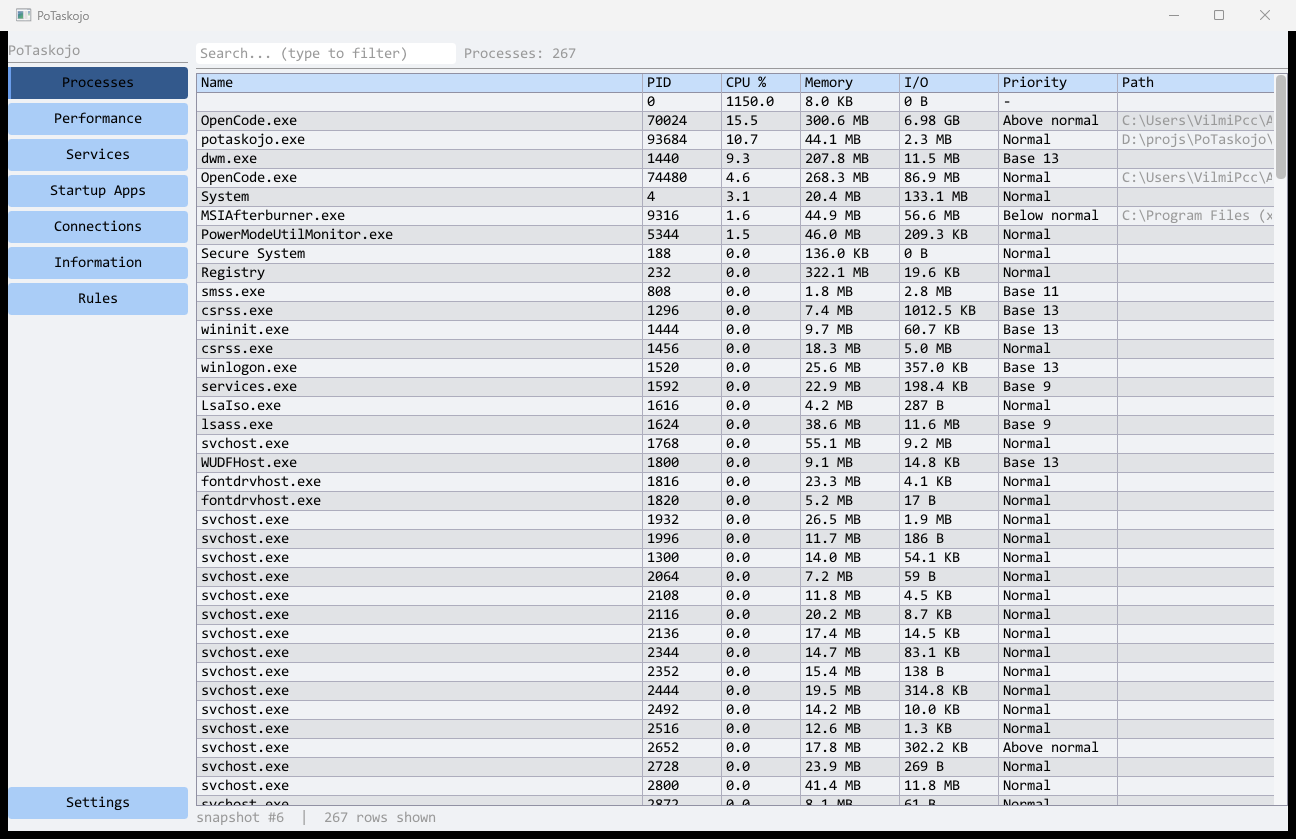 PoTaskojo
PoTaskojo
Search... (type to filter) Processes: 267
Processes
Performance
Services
Startup Apps
Connections
Information
Rules
Settings
Name PID CPU % Memory I/O Priority Path
0 1150.0 8.0 KB 0 B -
OpenCode.exe 70024 15.5 300.6 MB 6.98 GB Above normal C:\Users\VilmiPcc\A
potaskojo.exe 93684 10.7 44.1 MB 2.3 MB Normal D:\projs\PoTaskojo\
dwm.exe 1440 9.3 207.8 MB 11.5 MB Base 13
OpenCode.exe 74480 4.6 268.3 MB 86.9 MB Normal C:\Users\VilmiPcc\A
System 4 3.1 20.4 MB 133.1 MB Normal
MSIAfterburner.exe 9316 1.6 44.9 MB 56.6 MB Below normal C:\Program Files (x
PowerModeUtilMonitor.exe 5344 1.5 46.0 MB 209.3 KB Normal
Secure System 188 0.0 136.0 KB 0 B Normal
Registry 232 0.0 322.1 MB 19.6 KB Normal
smss.exe 808 0.0 1.8 MB 2.8 MB Base 11
csrss.exe 1296 0.0 7.4 MB 1012.5 KB Base 13
wininit.exe 1444 0.0 9.7 MB 60.7 KB Base 13
csrss.exe 1456 0.0 18.3 MB 5.0 MB Normal
winlogon.exe 1520 0.0 25.6 MB 357.0 KB Base 13
services.exe 1592 0.0 22.9 MB 198.4 KB Base 9
LsaIso.exe 1616 0.0 4.2 MB 287 B Normal
lsass.exe 1624 0.0 38.6 MB 11.6 MB Base 9
svchost.exe 1768 0.0 55.1 MB 9.2 MB Normal
WUDFHost.exe 1800 0.0 9.1 MB 14.8 KB Base 13
fontdrvhost.exe 1816 0.0 23.3 MB 4.1 KB Normal
fontdrvhost.exe 1820 0.0 5.2 MB 17 B Normal
svchost.exe 1932 0.0 26.5 MB 1.9 MB Normal
svchost.exe 1996 0.0 11.7 MB 186 B Normal
svchost.exe 1300 0.0 14.0 MB 54.1 KB Normal
svchost.exe 2064 0.0 7.2 MB 59 B Normal
svchost.exe 2108 0.0 11.8 MB 4.5 KB Normal
svchost.exe 2116 0.0 20.2 MB 8.7 KB Normal
svchost.exe 2136 0.0 17.4 MB 14.5 KB Normal
svchost.exe 2344 0.0 14.7 MB 83.1 KB Normal
svchost.exe 2352 0.0 15.4 MB 138 B Normal
svchost.exe 2444 0.0 19.5 MB 314.8 KB Normal
svchost.exe 2492 0.0 14.2 MB 10.0 KB Normal
svchost.exe 2516 0.0 12.6 MB 1.3 KB Normal
svchost.exe 2652 0.0 17.8 MB 302.2 KB Above normal
svchost.exe 2728 0.0 23.9 MB 269 B Normal
svchost.exe 2800 0.0 41.4 MB 11.8 MB Normal
svchost.exe 2872 0.0 8.1 MB 61 B Normal
snapshot #6 | 267 rows shown